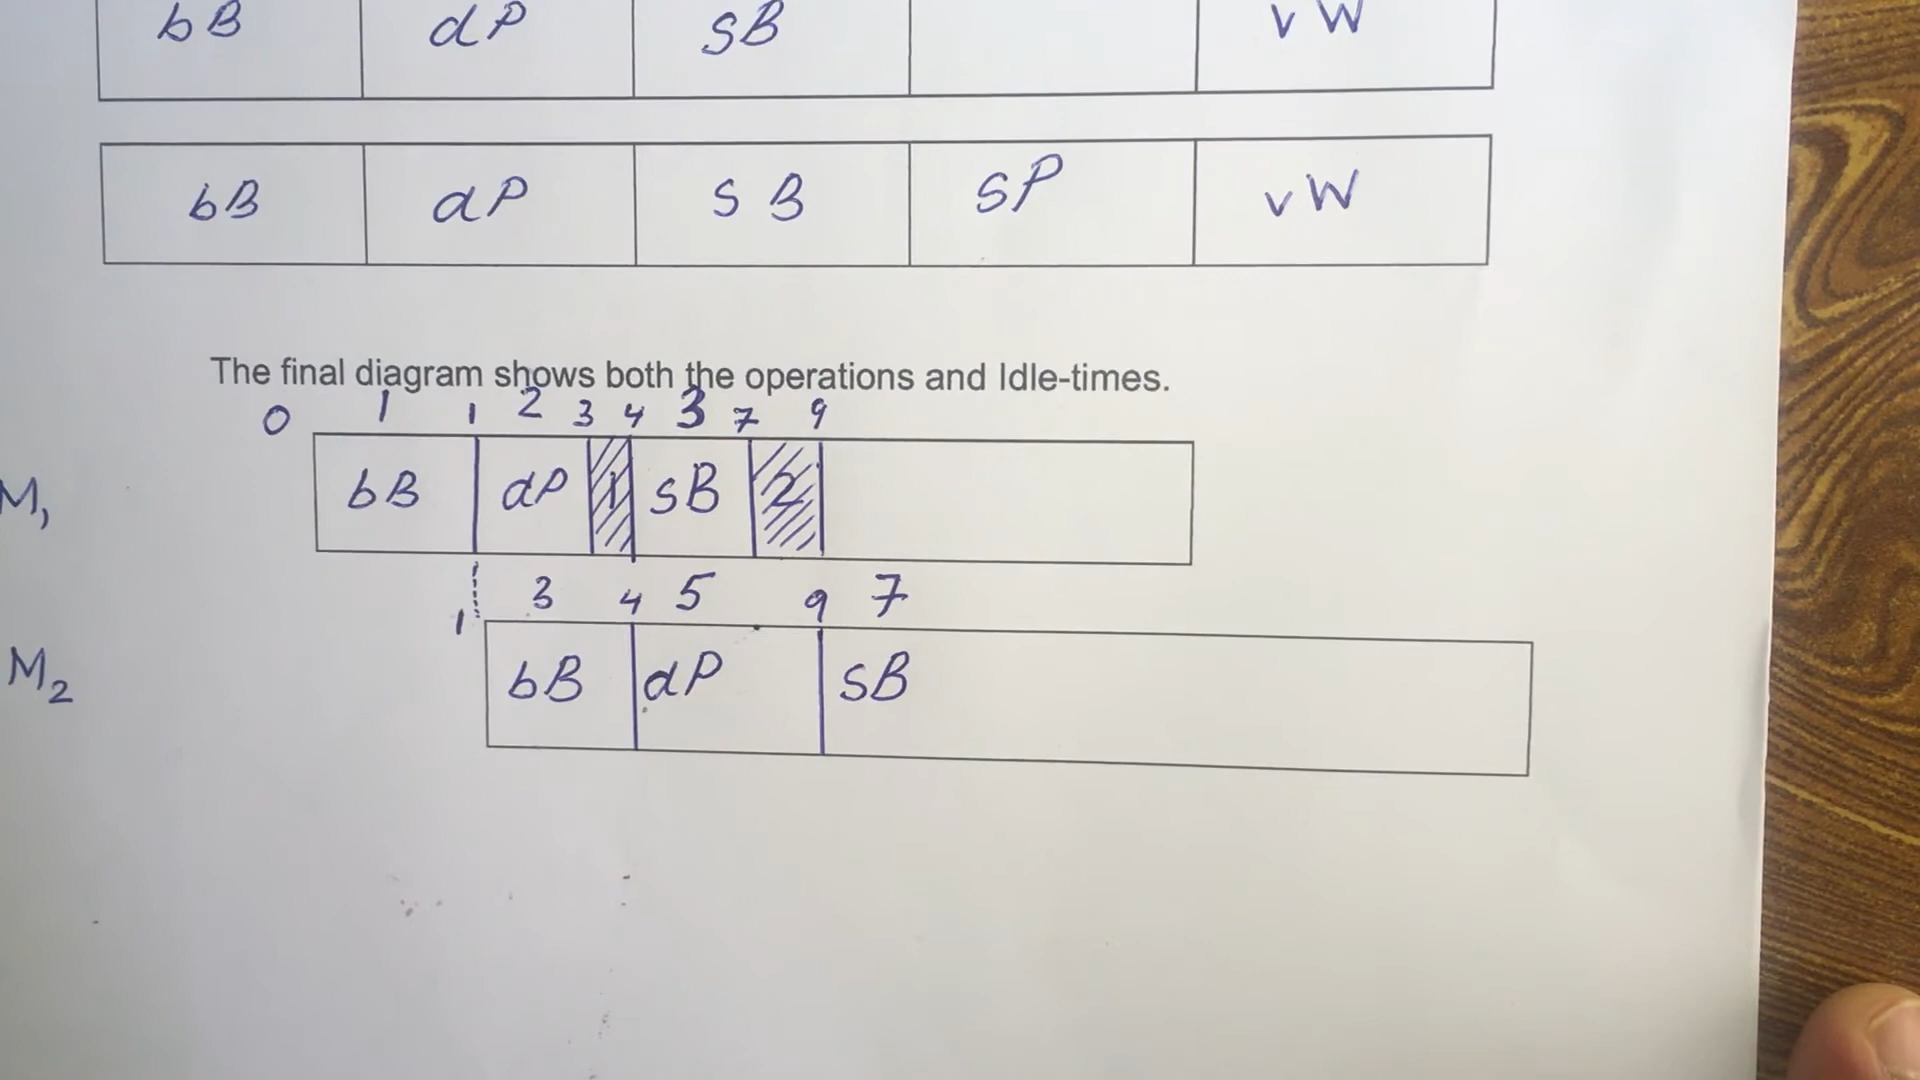 bB dP SB vW
bB dP SB SP vW
The final diagram shows both the operations and Idle-times.
0 1 1 2 3 4 3 7 9
M1 bB dP 1 SB 2
1 3 4 5 9 7
M2 bB dP SB